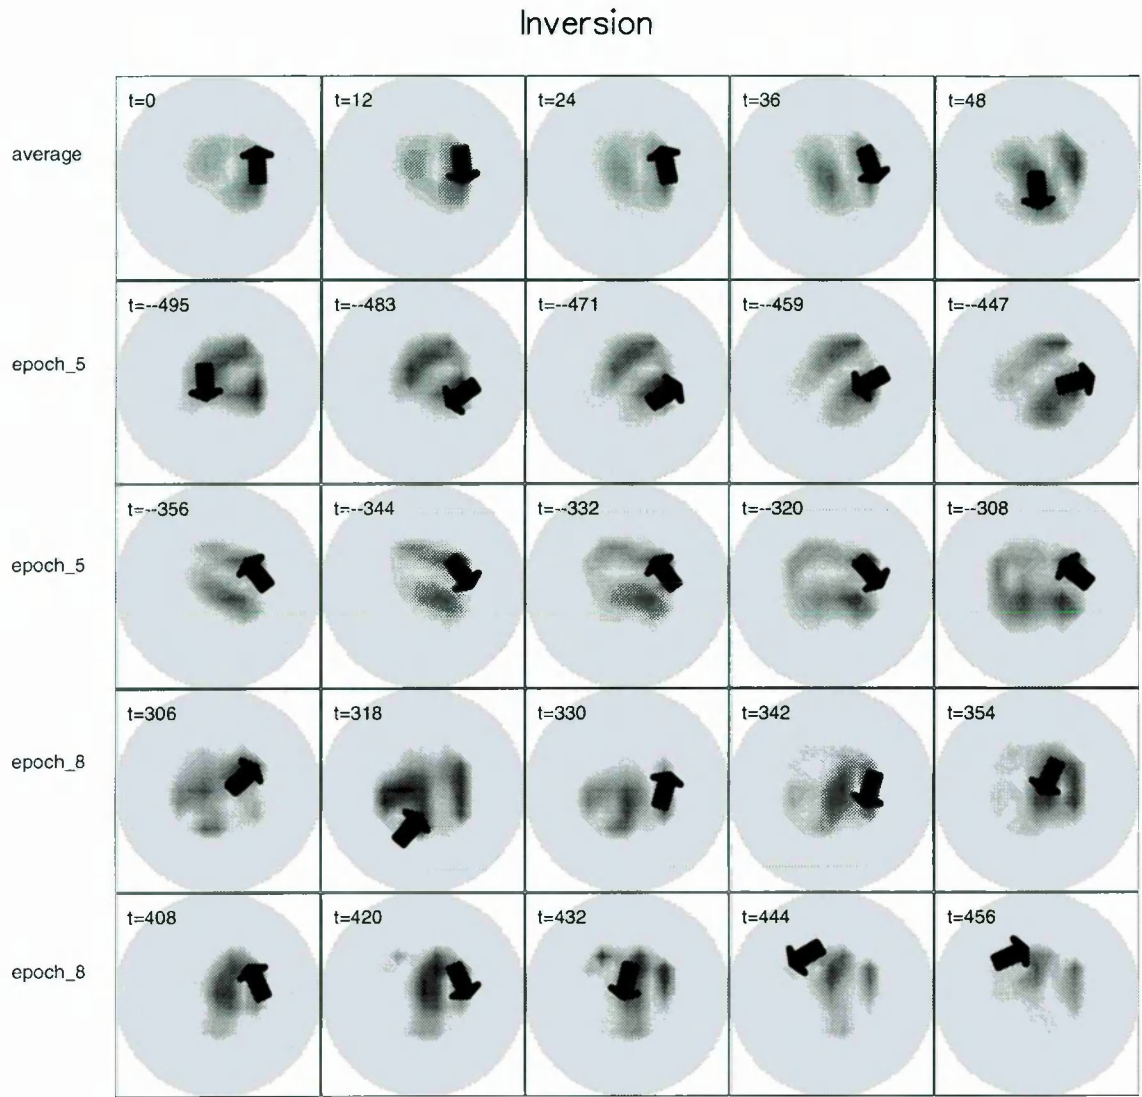 Inversion
t=0 t=12 t=24 t=36 t=48
average
t=--495 t=--483 t=--471 t=--459 t=--447
epoch_5
t=--356 t=--344 t=--332 t=--320 t=--308
epoch_5
t=306 t=318 t=330 t=342 t=354
epoch_8
t=408 t=420 t=432 t=444 t=456
epoch_8